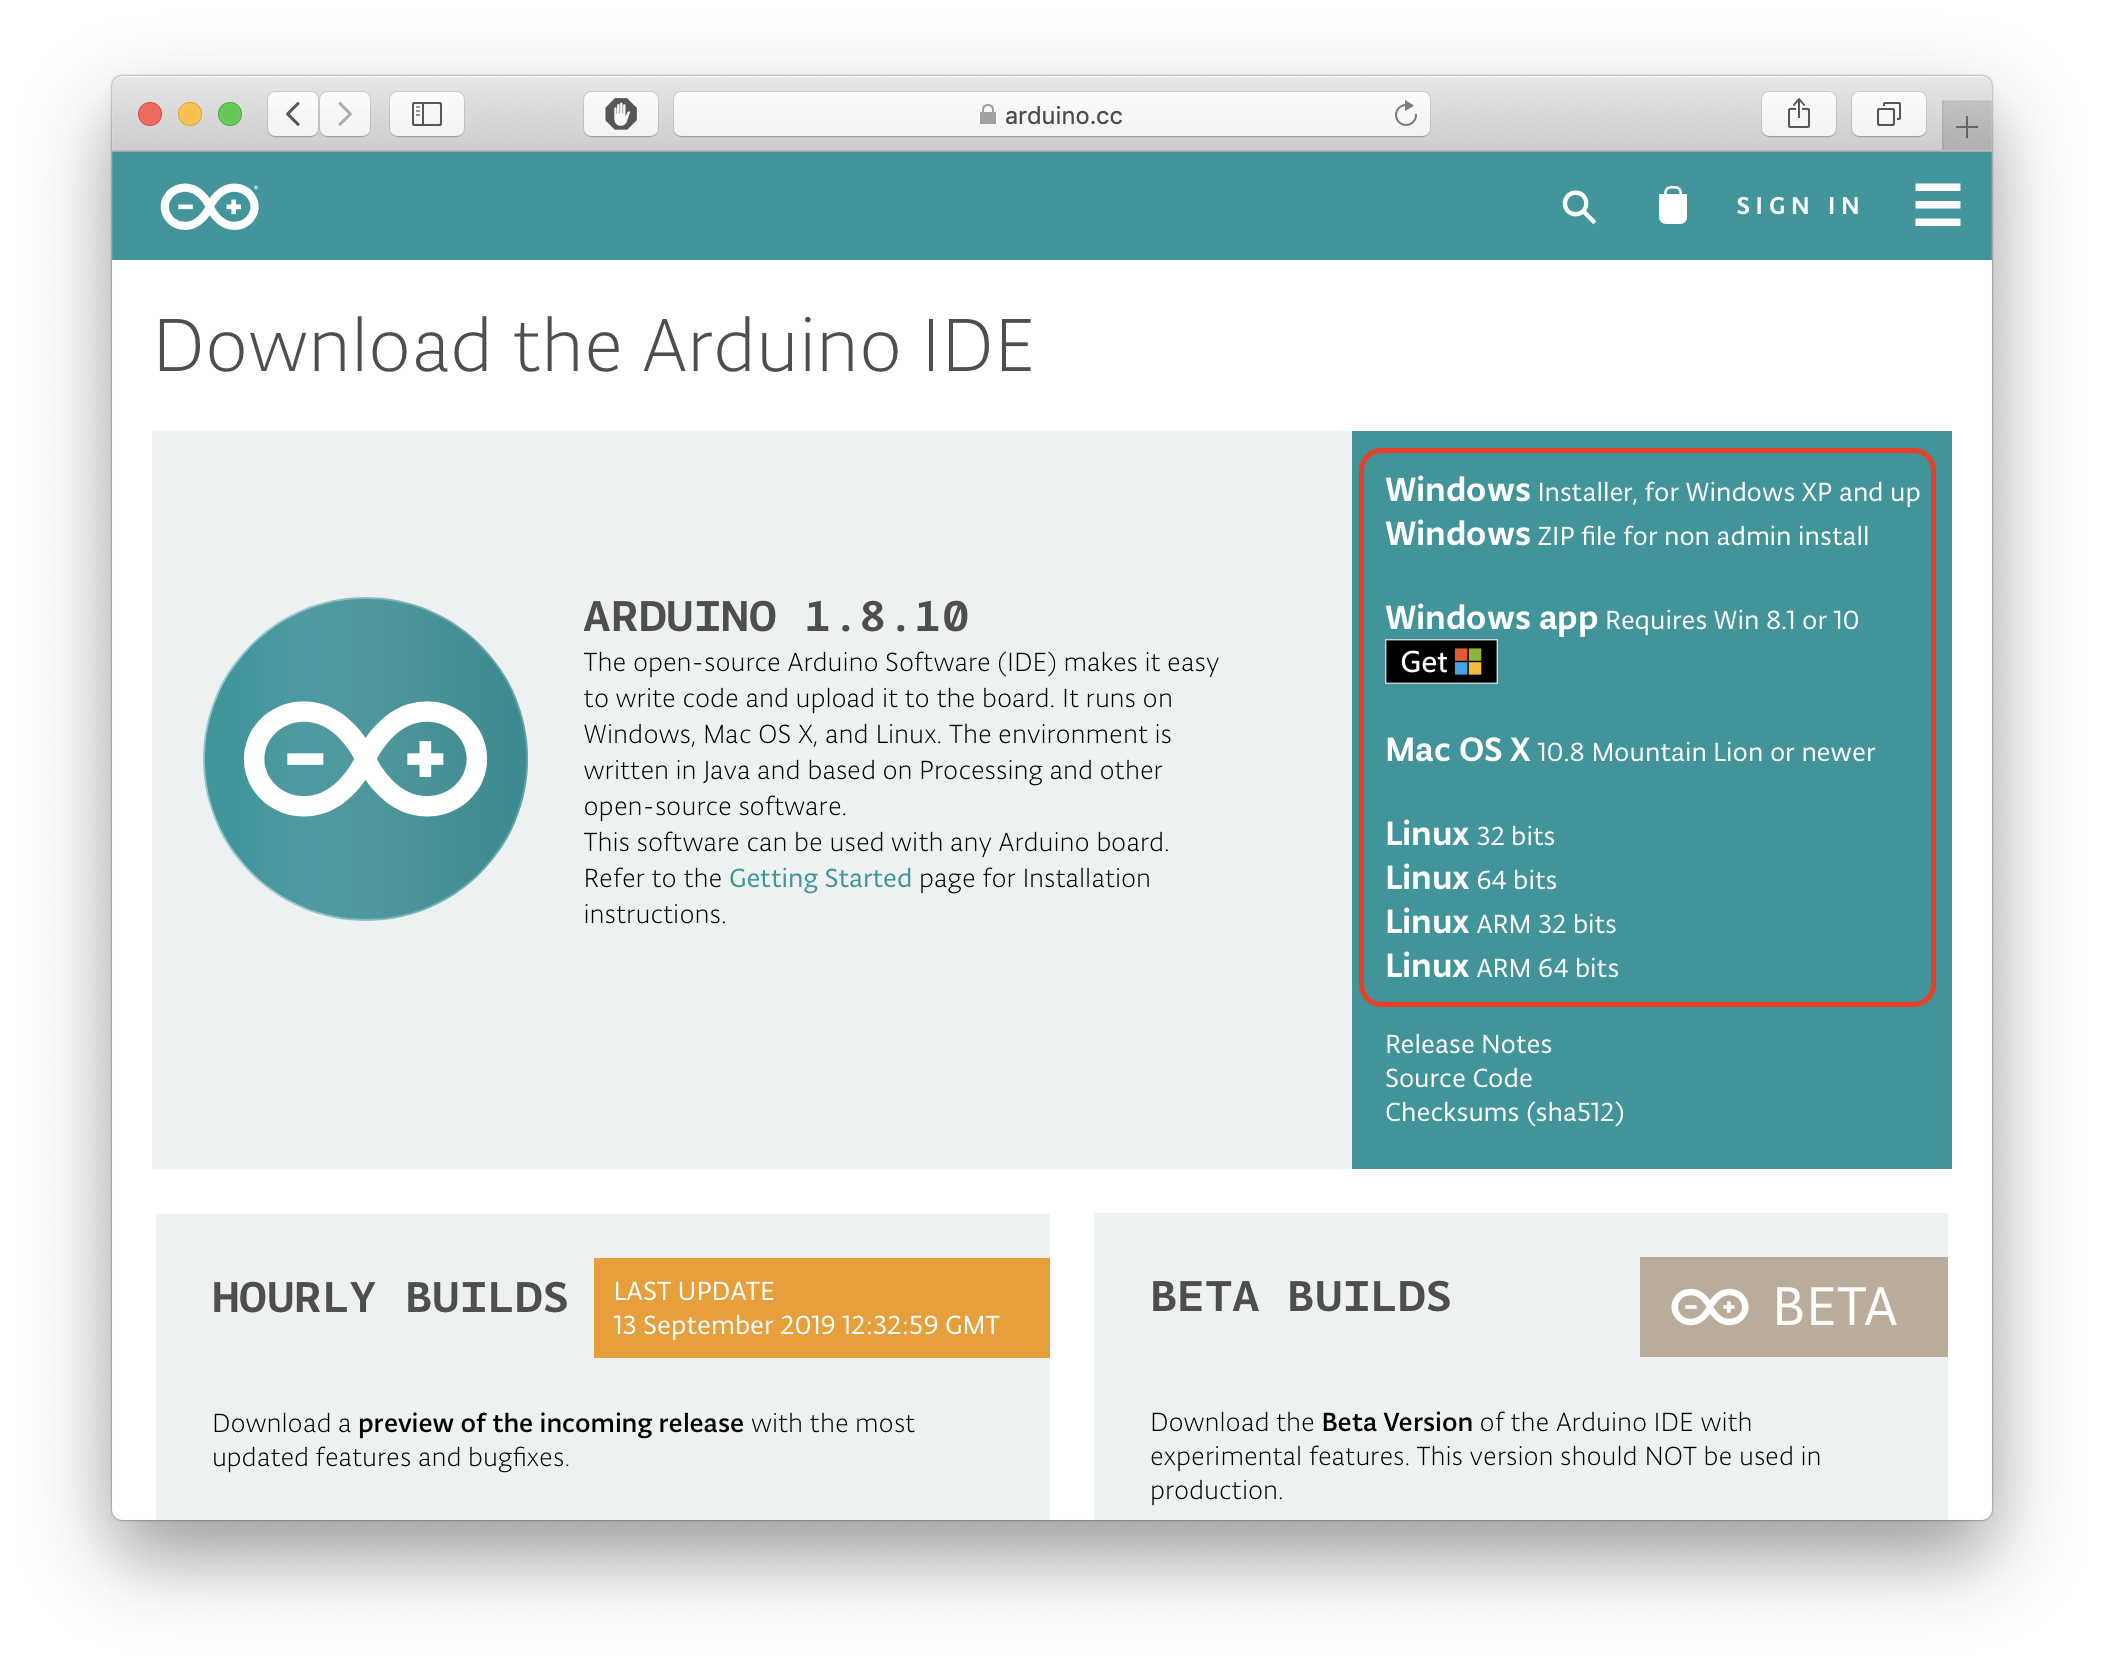 arduino.cc
SIGN IN
Download the Arduino IDE
ARDUINO 1.8.10
The open-source Arduino Software (IDE) makes it easy
to write code and upload it to the board. It runs on
Windows, Mac OS X, and Linux. The environment is
written in Java and based on Processing and other
open-source software.
This software can be used with any Arduino board.
Refer to the Getting Started page for Installation
instructions.
Windows Installer, for Windows XP and up
Windows ZIP file for non admin install
Windows app Requires Win 8.1 or 10
Get
Mac OS X 10.8 Mountain Lion or newer
Linux 32 bits
Linux 64 bits
Linux ARM 32 bits
Linux ARM 64 bits
Release Notes
Source Code
Checksums (sha512)
HOURLY BUILDS
LAST UPDATE
13 September 2019 12:32:59 GMT
Download a preview of the incoming release with the most
updated features and bugfixes.
BETA BUILDS
BETA
Download the Beta Version of the Arduino IDE with
experimental features. This version should NOT be used in
production.